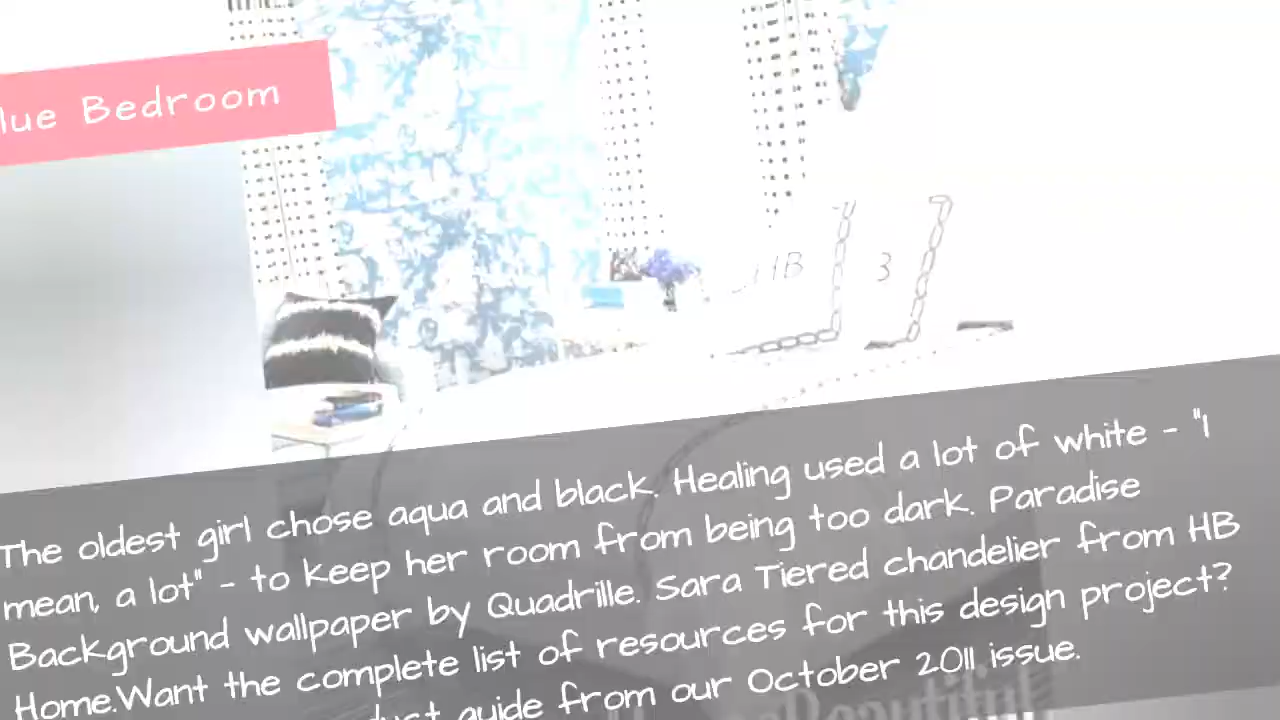 Bedroom
HB
3
The oldest girl chose aqua and black. Healing used a lot of white - "I
mean, a lot" - to keep her room from being too dark. Paradise
Background wallpaper by Quadrille. Sara Tiered chandelier from HB
Home.Want the complete list of resources for this design project?
guide from our October 2011 issue.